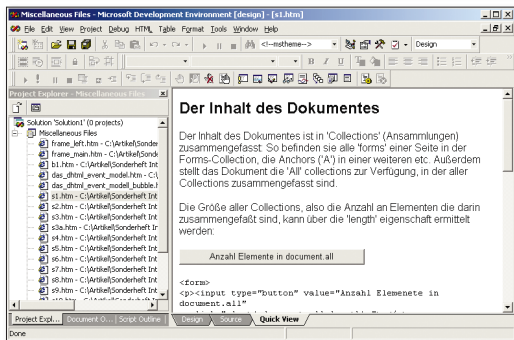 Miscellaneous Files - Microsoft Development Environment [design] - [s1.htm]
File Edit View Project Debug HTML Table Format Tools Window Help
<!--mstheme-->
Design
Project Explorer - Miscellaneous Files
Solution 'Solution1' (0 projects)
Miscellaneous Files
frame_left.htm - C:\Artikel\Sonder
frame_main.htm - C:\Artikel\Sonde
b1.htm - C:\Artikel\Sonderheft Int
das_dhtml_event_model.htm - C:\
das_dhtml_event_model_bubble.h
s1.htm - C:\Artikel\Sonderheft Int
s2.htm - C:\Artikel\Sonderheft Int
s3.htm - C:\Artikel\Sonderheft Int
s3a.htm - C:\Artikel\Sonderheft Int
s4.htm - C:\Artikel\Sonderheft Int
s5.htm - C:\Artikel\Sonderheft Int
s6.htm - C:\Artikel\Sonderheft Int
s7.htm - C:\Artikel\Sonderheft Int
s8.htm - C:\Artikel\Sonderheft Int
s9.htm - C:\Artikel\Sonderheft Int
Project Expl... Document O... Script Outline
Der Inhalt des Dokumentes
Der Inhalt des Dokumentes ist in 'Collections' (Ansammlungen)
zusammengefasst: So befinden sie alle 'forms' einer Seite in der
Forms-Collection, die Anchors ('A') in einer weiteren etc. Außerdem
stellt das Dokument die 'All' collections zur Verfügung, in der aller
Collections zusammengefasst sind.
Die Größe aller Collections, also die Anzahl an Elementen die darin
zusammengefaßt sind, kann über die 'length' eigenschaft ermittelt
werden:
Anzahl Elemente in document.all
<form>
<p><input type="button" value="Anzahl Elemenete in
document.all"
Design Source Quick View
Done